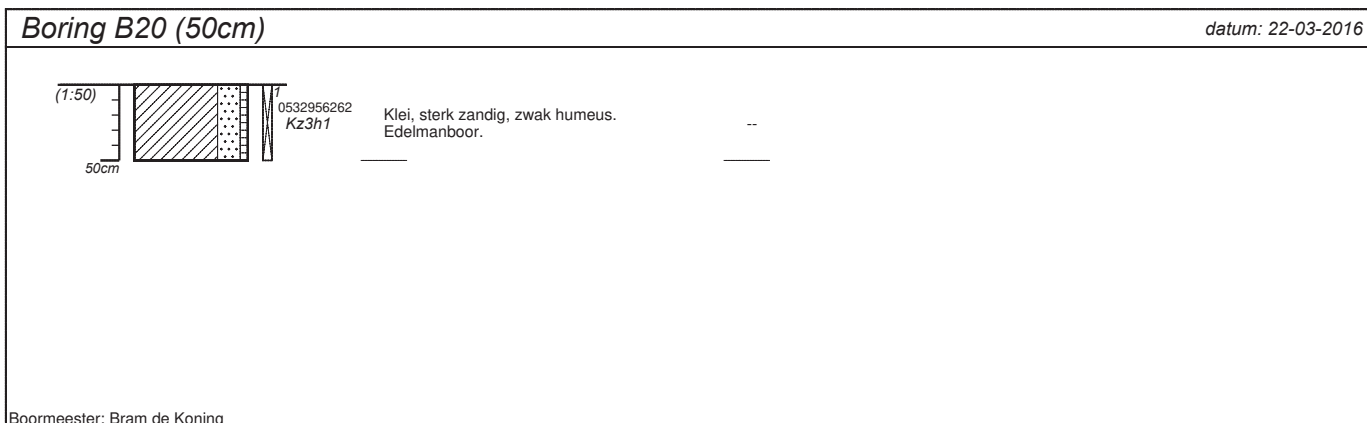 Boring B20 (50cm)
datum: 22-03-2016
(1:50)
1
0532956262
Kz3h1
Klei, sterk zandig, zwak humeus.
Edelmanboor.
--
50cm
Boormeester: Bram de Koning